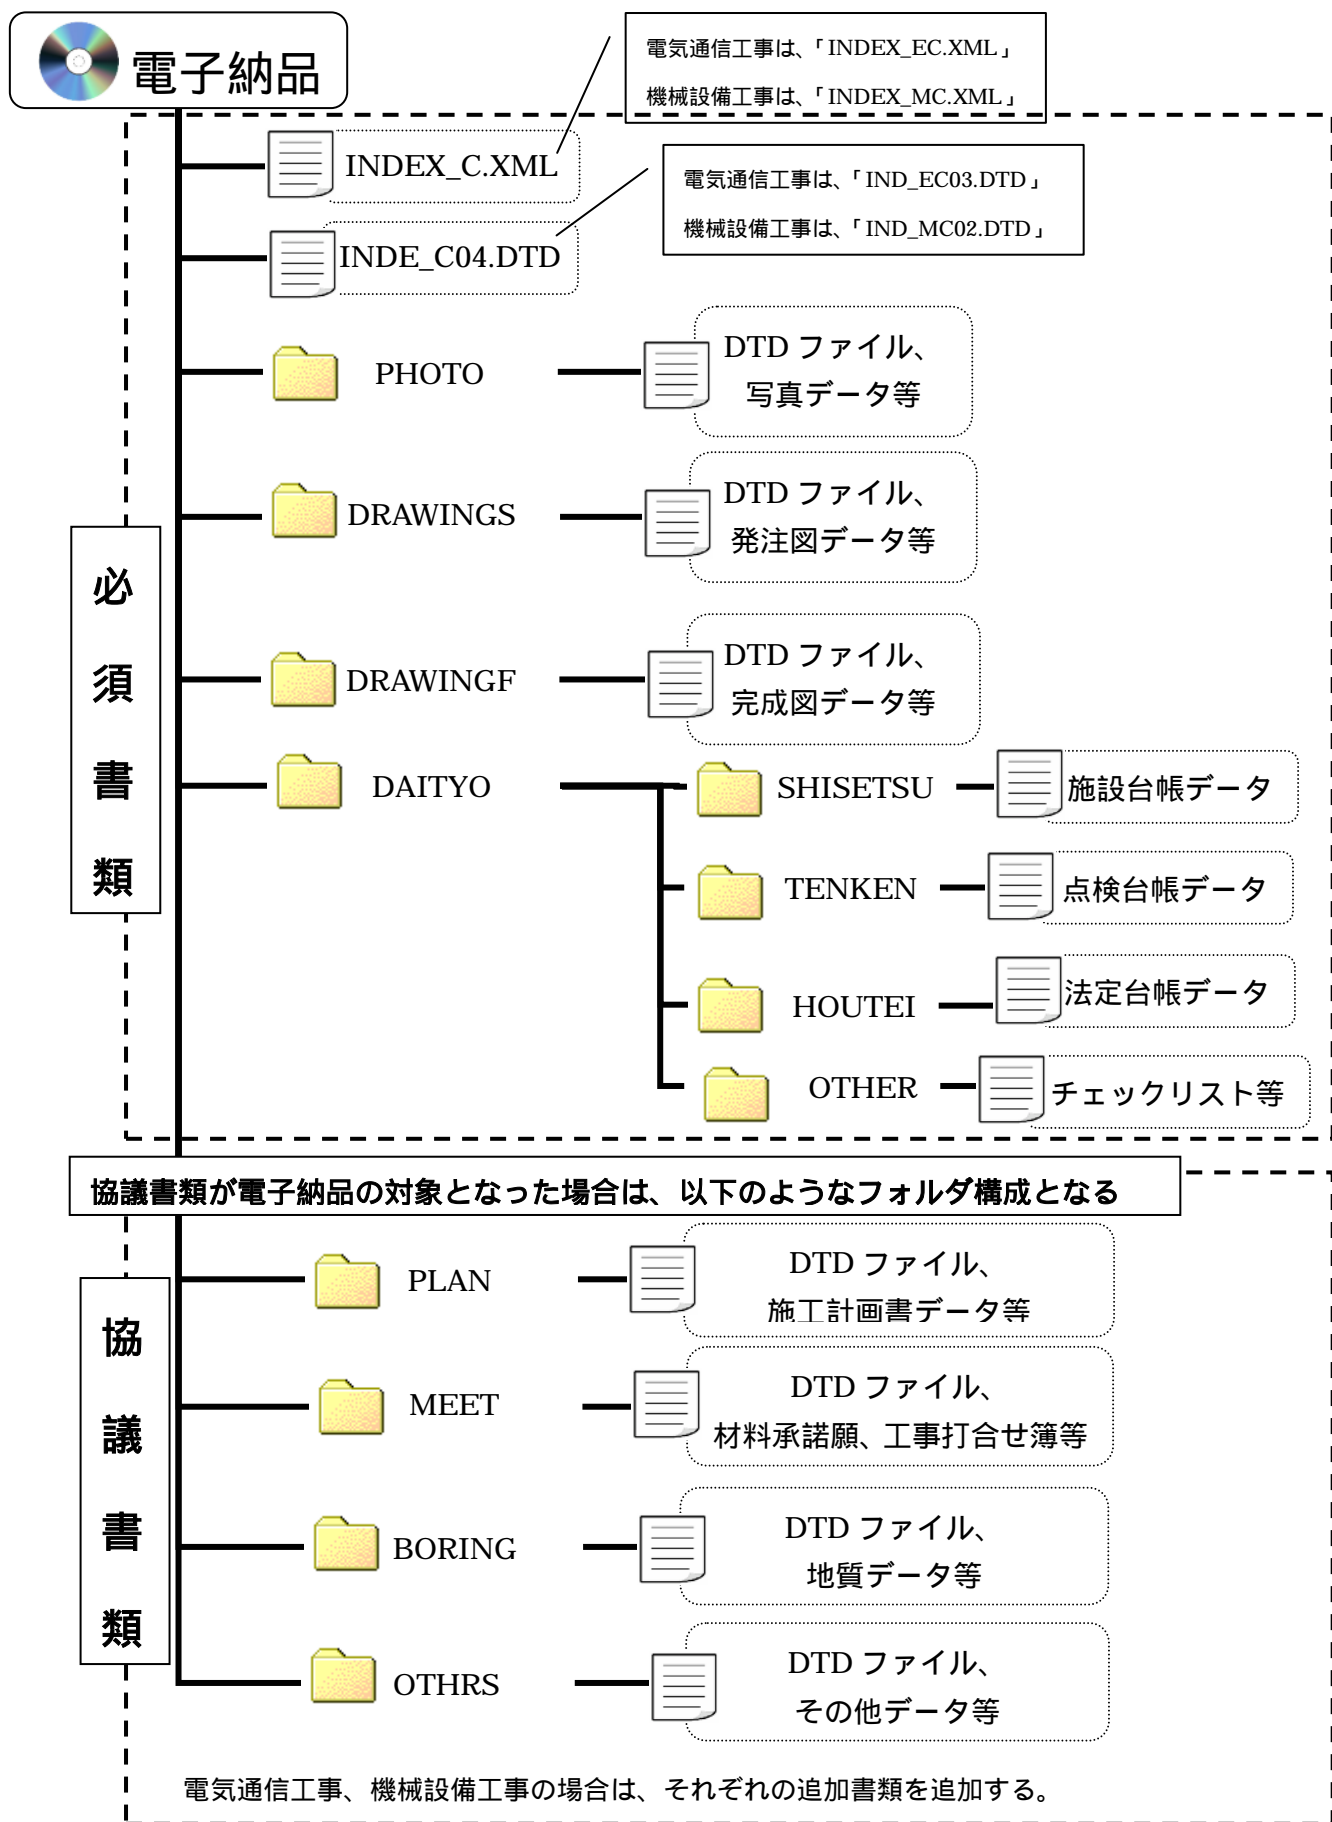 電子納品
電気通信工事は、「INDEX_EC.XML」
機械設備工事は、「INDEX_MC.XML」
INDEX_C.XML
電気通信工事は、「IND_EC03.DTD」
機械設備工事は、「IND_MC02.DTD」
INDE_C04.DTD
PHOTO
DTD ファイル、
写真データ等
DRAWINGS
DTD ファイル、
発注図データ等
必須書類
DRAWINGF
DTD ファイル、
完成図データ等
DAITYO
SHISETSU
施設台帳データ
TENKEN
点検台帳データ
HOUTEI
法定台帳データ
OTHER
チェックリスト等
協議書類が電子納品の対象となった場合は、以下のようなフォルダ構成となる
PLAN
DTD ファイル、
施工計画書データ等
協議書類
MEET
DTD ファイル、
材料承諾願、工事打合せ簿等
BORING
DTD ファイル、
地質データ等
OTHRS
DTD ファイル、
その他データ等
電気通信工事、機械設備工事の場合は、それぞれの追加書類を追加する。